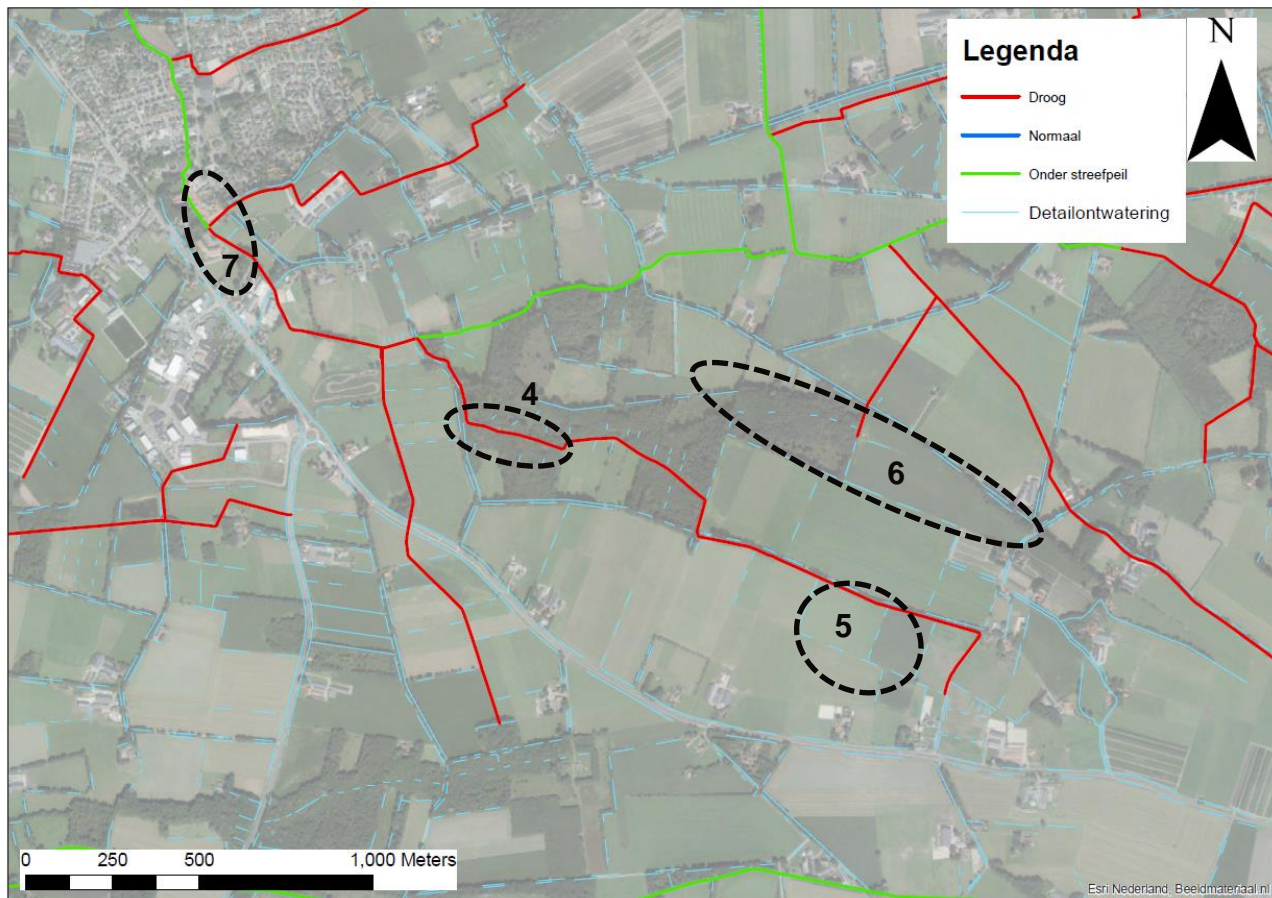 Legenda
Droog
Normaal
Onder streefpeil
Detailontwatering
N
7
4
6
5
0 250 500 1,000 Meters
Esri Nederland, Beeldmateriaal.nl